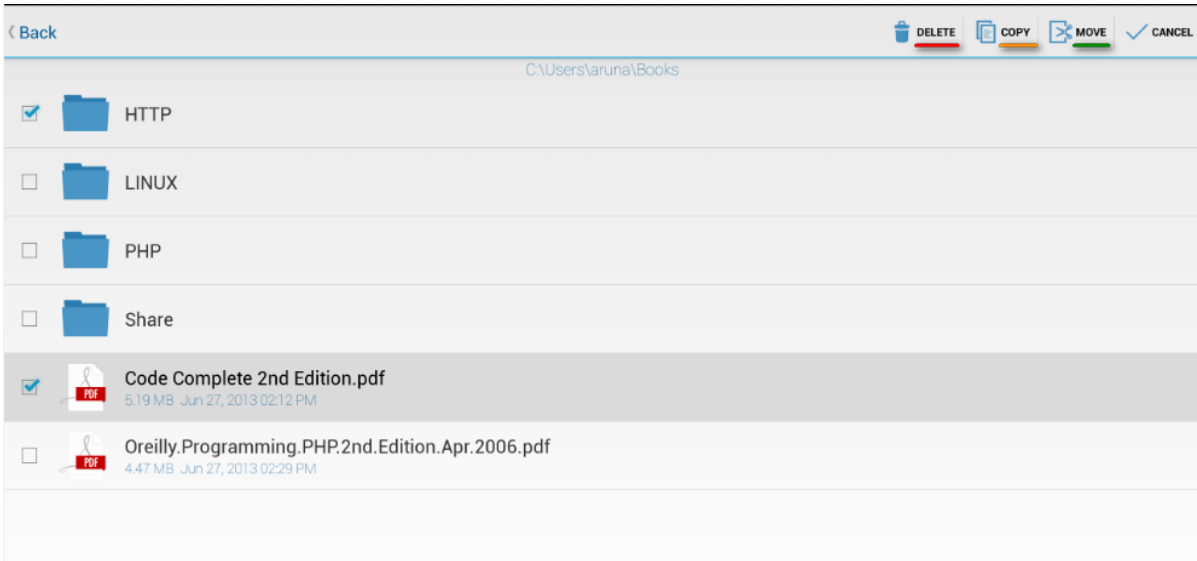 Back
DELETE COPY MOVE CANCEL
C:\Users\aruna\Books
HTTP
LINUX
PHP
Share
PDF
Code Complete 2nd Edition.pdf
5.19 MB Jun 27, 2013 02:12 PM
PDF
Oreilly.Programming.PHP.2nd.Edition.Apr.2006.pdf
4.47 MB Jun 27, 2013 02:29 PM